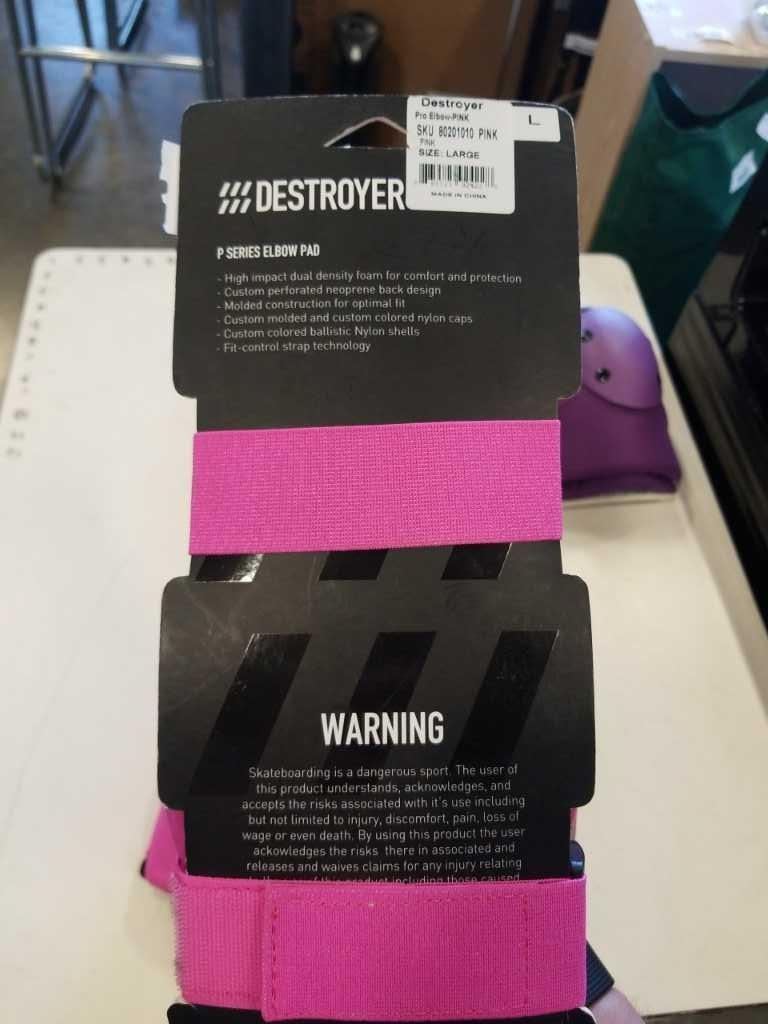 Destroyer
Pro Elbow-PINK
SKU 80201010 PINK
PINK
SIZE: LARGE
MADE IN CHINA
L
DESTROYER
P SERIES ELBOW PAD
- High impact dual density foam for comfort and protection
- Custom perforated neoprene back design
- Molded construction for optimal fit
- Custom molded and custom colored nylon caps
- Custom colored ballistic Nylon shells
- Fit-control strap technology
WARNING
Skateboarding is a dangerous sport. The user of
this product understands, acknowledges, and
accepts the risks associated with it's use including
but not limited to injury, discomfort, pain, loss of
wage or even death. By using this product the user
ackowledges the risks there in associated and
releases and waives claims for any injury relating
product including those caused